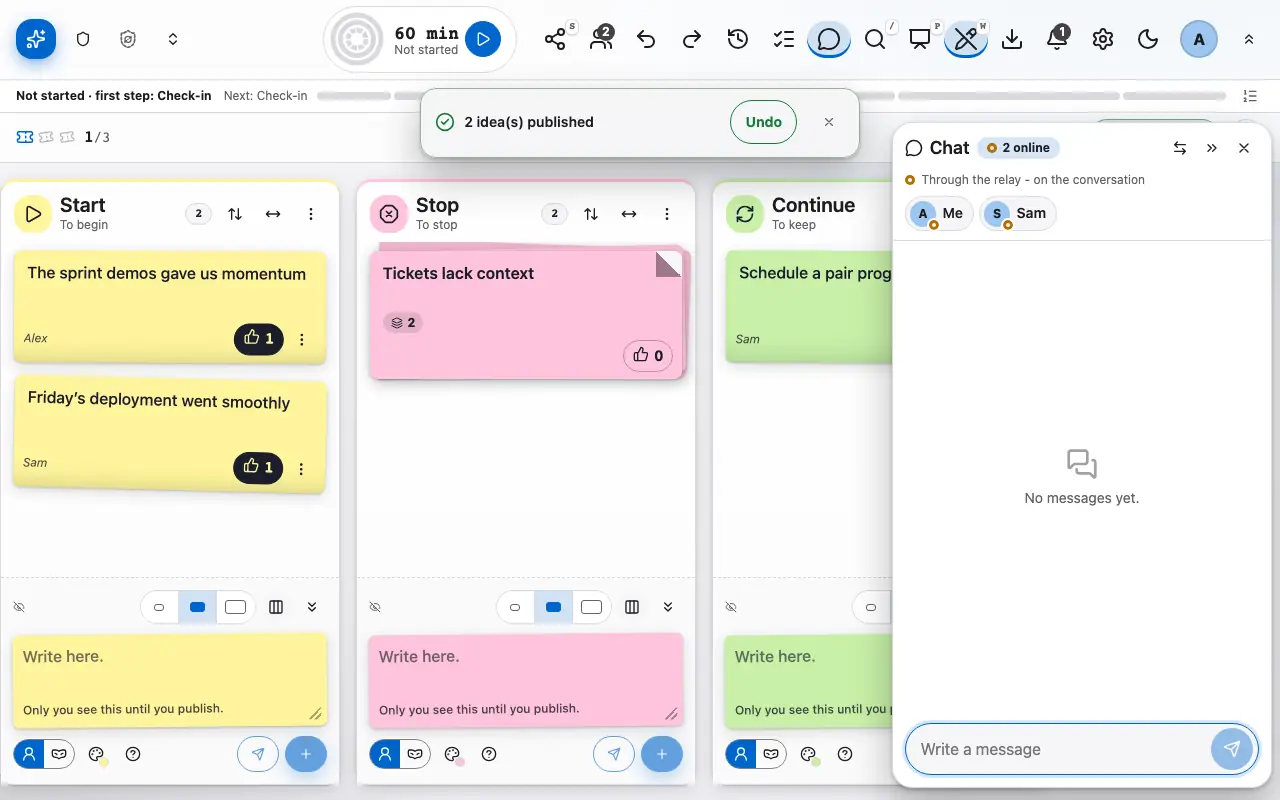 60 min
Not started
S
2
/
P
W
1
A
Not started · first step: Check-in
Next: Check-in
2 idea(s) published
Undo
1/3
Chat
2 online
Through the relay - on the conversation
A Me
S Sam
Start
To begin
2
The sprint demos gave us momentum
Alex
1
Friday’s deployment went smoothly
Sam
1
Write here.
Only you see this until you publish.
Stop
To stop
2
Tickets lack context
2
0
Write here.
Only you see this until you publish.
Continue
To keep
Schedule a pair prog
Sam
Write here.
Only you see this until you
No messages yet.
Write a message